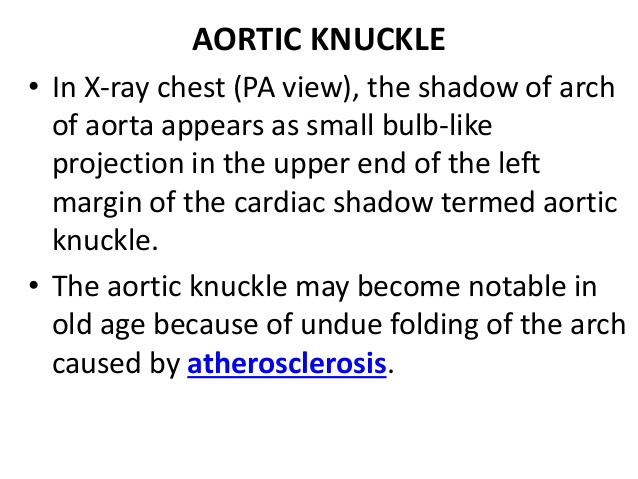 AORTIC KNUCKLE
• In X-ray chest (PA view), the shadow of arch
of aorta appears as small bulb-like
projection in the upper end of the left
margin of the cardiac shadow termed aortic
knuckle.
• The aortic knuckle may become notable in
old age because of undue folding of the arch
caused by atherosclerosis.